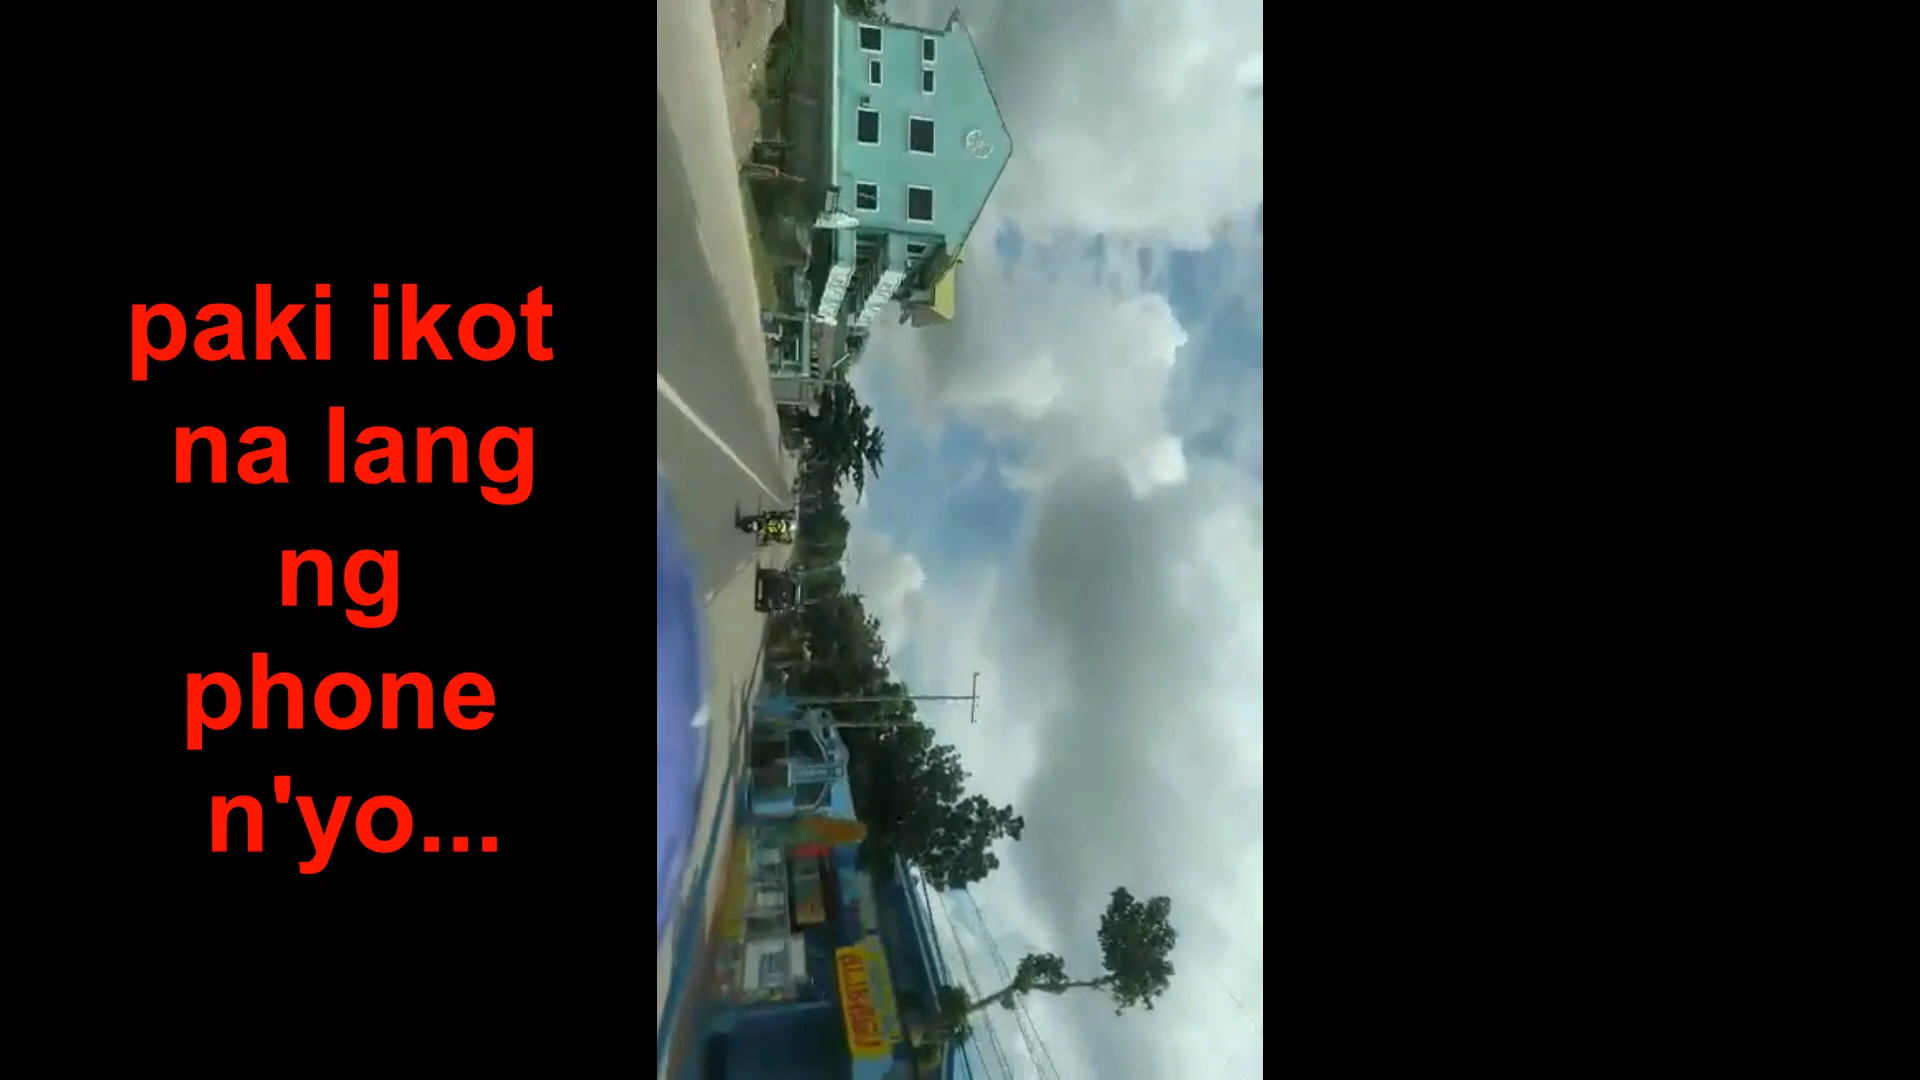 paki ikot
na lang
ng
phone
n'yo...